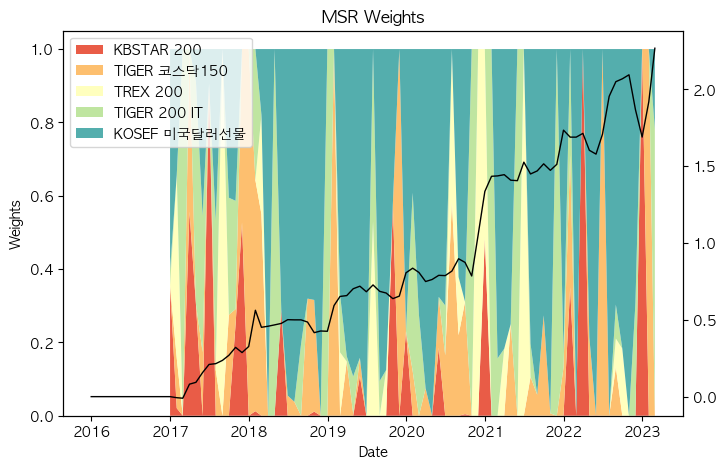 MSR Weights
KBSTAR 200
TIGER 코스닥150
TREX 200
TIGER 200 IT
KOSEF 미국달러선물
1.0
0.8
0.6
0.4
0.2
0.0
Weights
2.0
1.5
1.0
0.5
0.0
2016 2017 2018 2019 2020 2021 2022 2023
Date